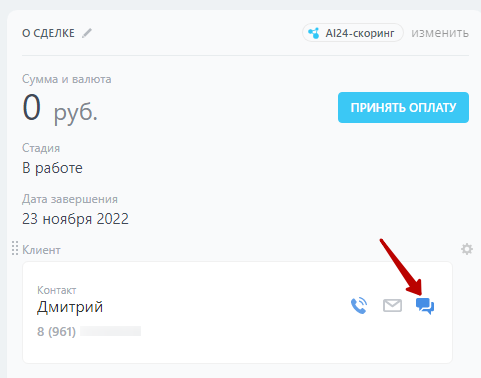 О СДЕЛКЕ
AI24-скоринг
изменить
Сумма и валюта
0 руб.
ПРИНЯТЬ ОПЛАТУ
Стадия
В работе
Дата завершения
23 ноября 2022
Клиент
Контакт
Дмитрий
8 (961)